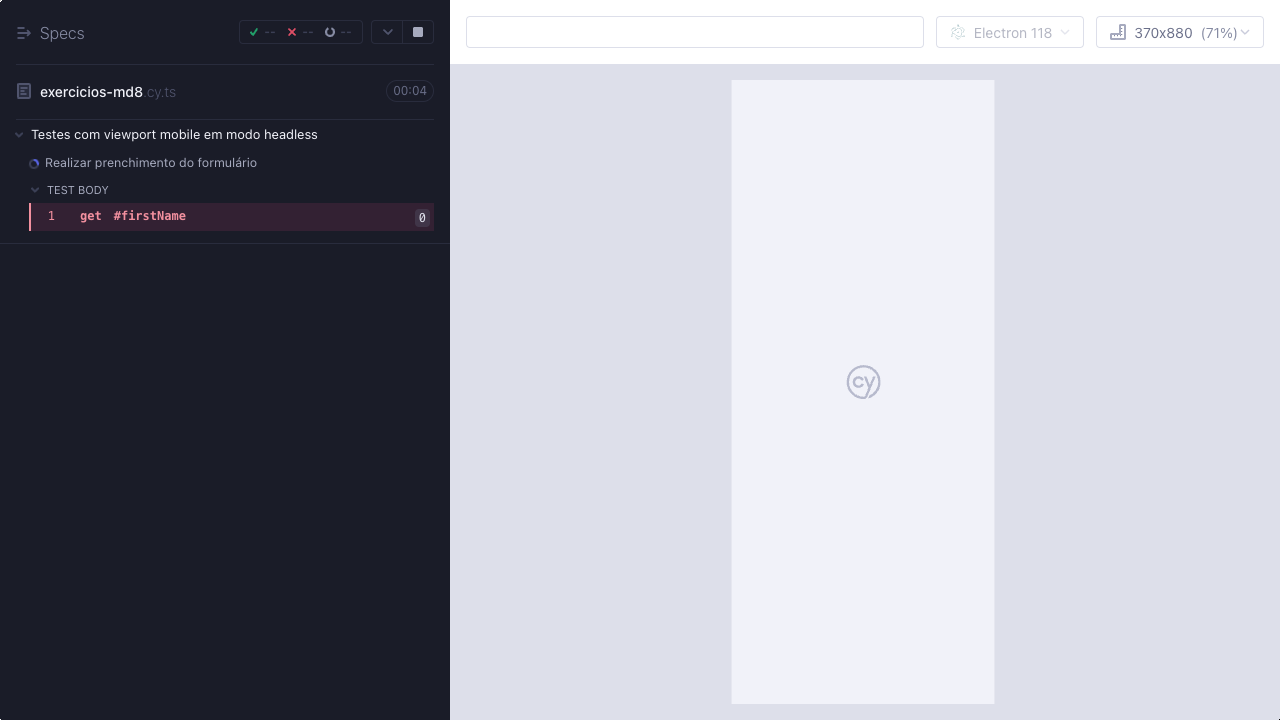 Specs
--
--
--
exercicios-md8.cy.ts
00:04
Testes com viewport mobile em modo headless
Realizar prenchimento do formulário
TEST BODY
1 get #firstName 0
Electron 118
370x880 (71%)
cy